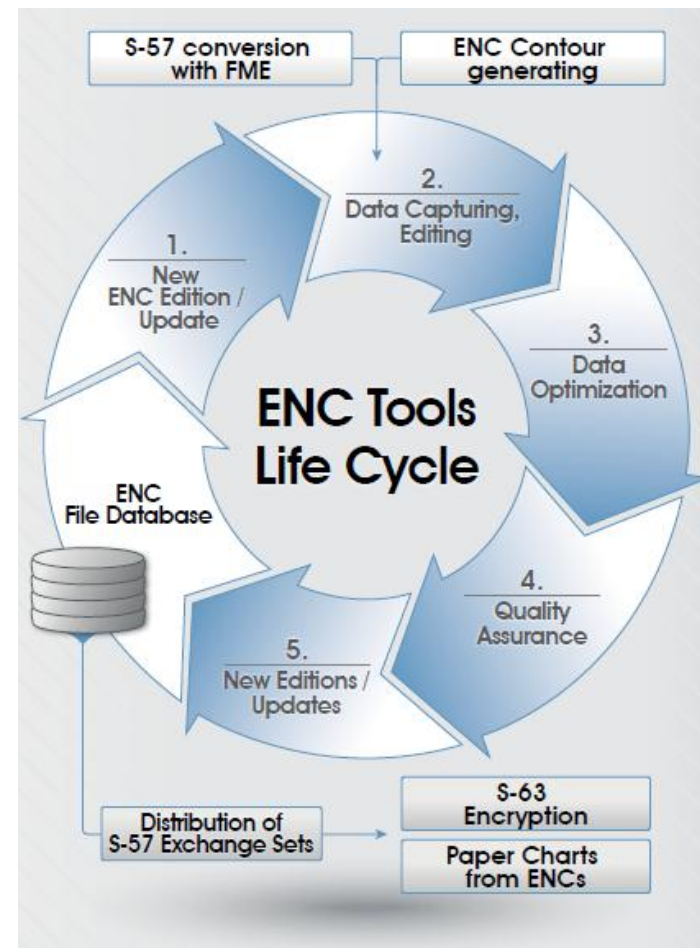 S-57 conversion
with FME
ENC Contour
generating
1.
New
ENC Edition /
Update
2.
Data Capturing,
Editing
3.
Data
Optimization
ENC Tools
Life Cycle
4.
Quality
Assurance
5.
New Editions /
Updates
ENC
File Database
Distribution of
S-57 Exchange Sets
S-63
Encryption
Paper Charts
from ENCs